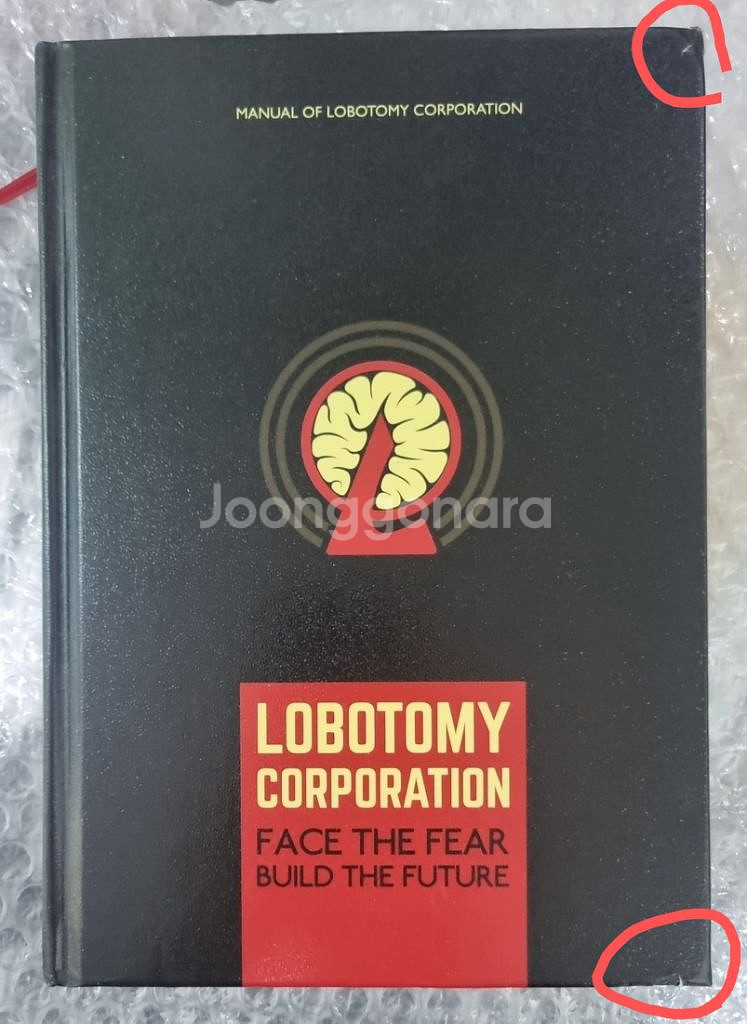 MANUAL OF LOBOTOMY CORPORATION
Joonggonara
LOBOTOMY
CORPORATION
FACE THE FEAR
BUILD THE FUTURE